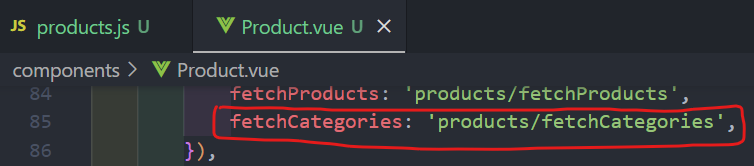 JS products.js U
Product.vue U ×
components > Product.vue
84 fetchProducts: 'products/fetchProducts',
85 fetchCategories: 'products/fetchCategories',
86 }),